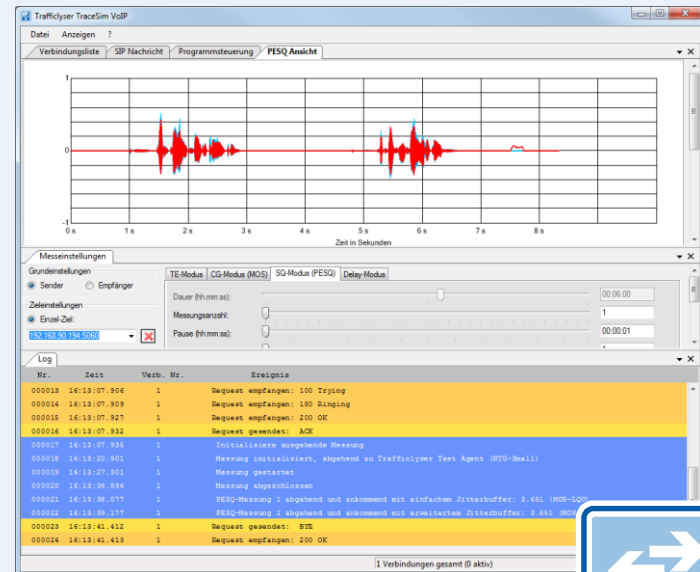 Trafficlyser TraceSim VoIP
Datei Anzeigen ?
Verbindungsliste SIP Nachricht Programmsteuerung PESQ Ansicht
1
0
-1
0 s 1 s 2 s 3 s 4 s 5 s 6 s 7 s 8 s
Zeit in Sekunden
Messeinstellungen
Grundeinstellungen
Sender Empfänger
Zieleinstellungen
Einzel-Ziel:
192.168.90.194:5060
TE-Modus CG-Modus (MOS) SQ-Modus (PESQ) Delay-Modus
Dauer (hh:mm:ss): 00:06:00
Messungsanzahl: 1
Pause (hh:mm:ss): 00:00:01
Log
Nr. Zeit Verb. Nr. Ereignis
000013 16:13:07.906 1 Request empfangen: 100 Trying
000014 16:13:07.909 1 Request empfangen: 180 Ringing
000015 16:13:07.927 1 Request empfangen: 200 OK
000016 16:13:07.932 1 Request gesendet: ACK
000017 16:13:07.935 1 Initialisiere ausgehende Messung
000018 16:13:20.901 1 Messung initialisiert, abgehend zu Trafficlyser Test Agent (NTG-Small)
000019 16:13:27.301 1 Messung gestartet
000020 16:13:36.896 1 Messung abgeschlossen
000021 16:13:38.077 1 PESQ-Messung 1 abgehend und ankommend mit einfachem Jitterbuffer: 3.651 (MOS-LQO)
000022 16:13:39.177 1 PESQ-Messung 1 abgehend und ankommend mit erweitertem Jitterbuffer: 3.651 (MOS
000023 16:13:41.412 1 Request gesendet: BYE
000024 16:13:41.413 1 Request empfangen: 200 OK
1 Verbindungen gesamt (0 aktiv)